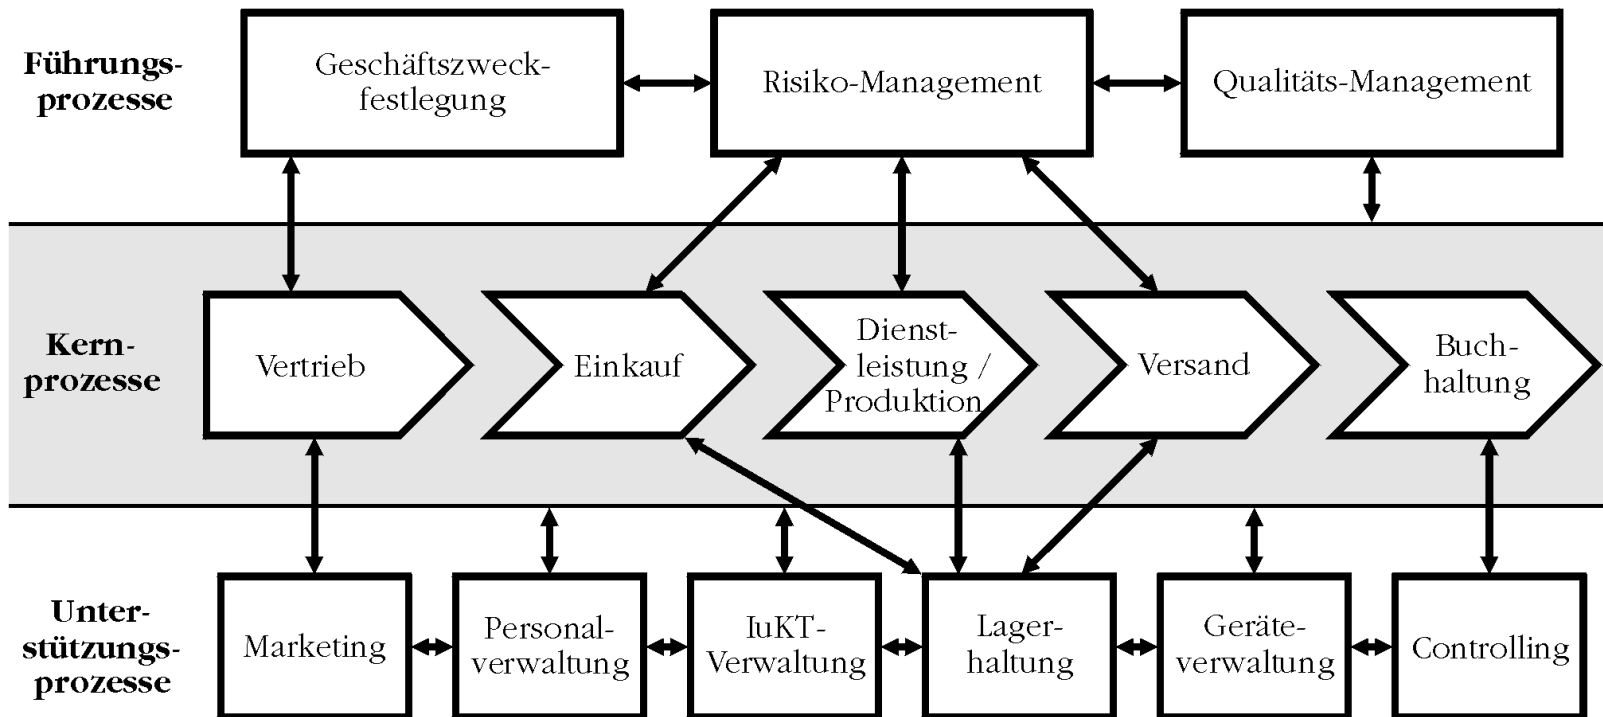 Führungs-
prozesse
Geschäftszweck-
festlegung
Risiko-Management
Qualitäts-Management
Kern-
prozesse
Vertrieb
Einkauf
Dienst-
leistung /
Produktion
Versand
Buch-
haltung
Unter-
stützungs-
prozesse
Marketing
Personal-
verwaltung
IuKT-
Verwaltung
Lager-
haltung
Geräte-
verwaltung
Controlling